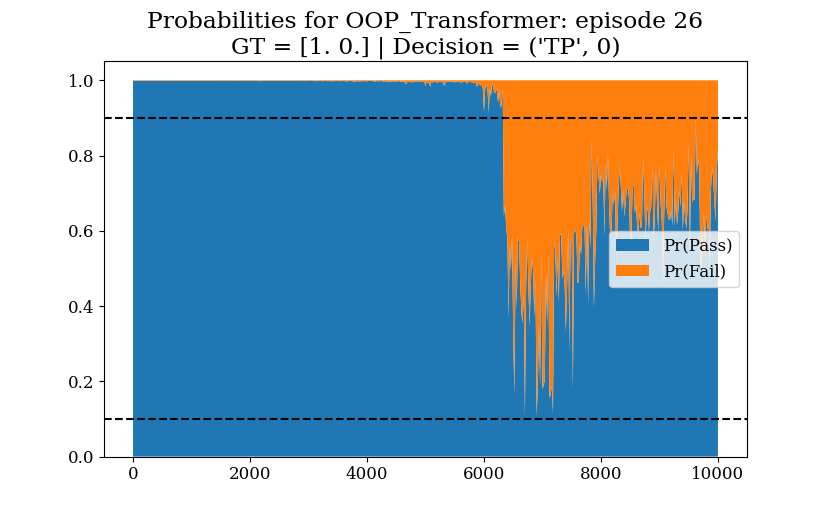 Probabilities for OOP_Transformer: episode 26
GT = [1. 0.] | Decision = ('TP', 0)
1.0
0.8
0.6
0.4
0.2
0.0
Pr(Pass)
Pr(Fail)
0 2000 4000 6000 8000 10000